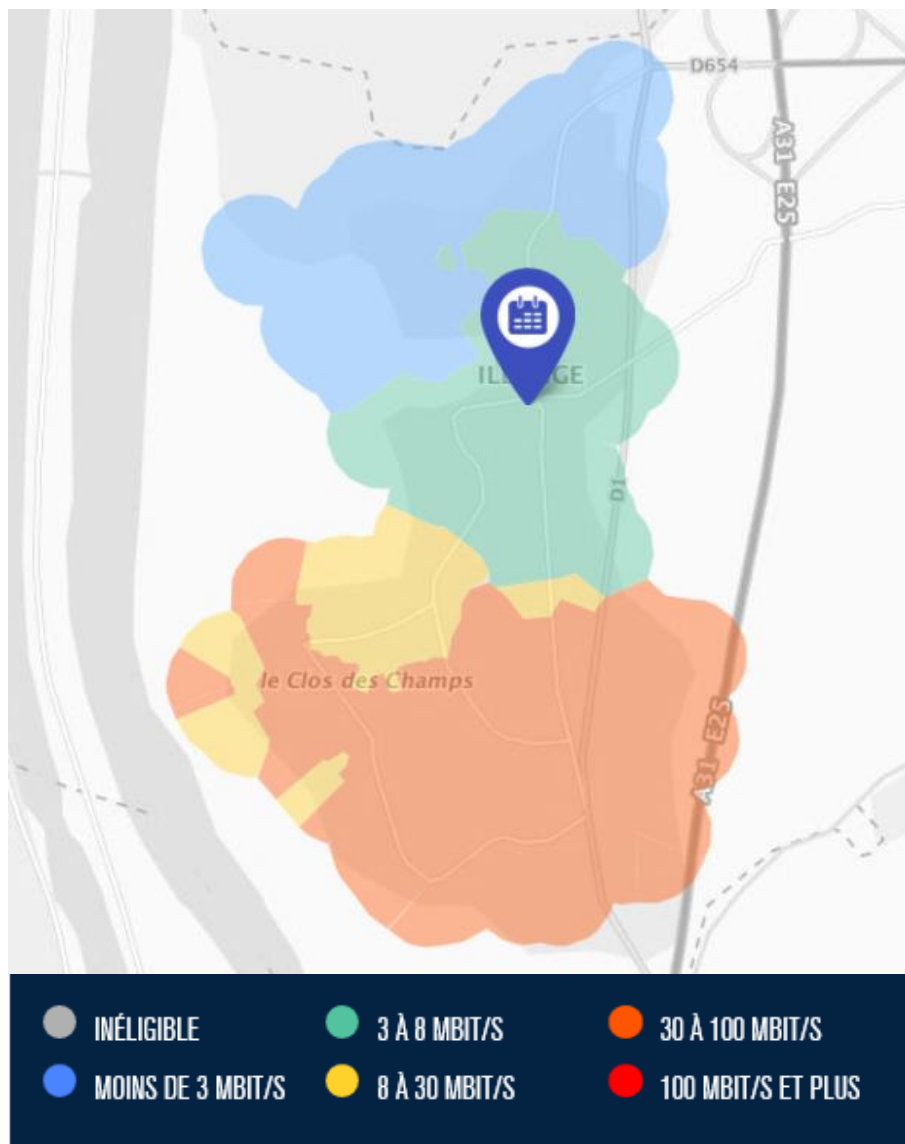 D654
A31 E25
D1
le Clos des Champs
A31 E25
INÉLIGIBLE
3 À 8 MBIT/S
30 À 100 MBIT/S
MOINS DE 3 MBIT/S
8 À 30 MBIT/S
100 MBIT/S ET PLUS